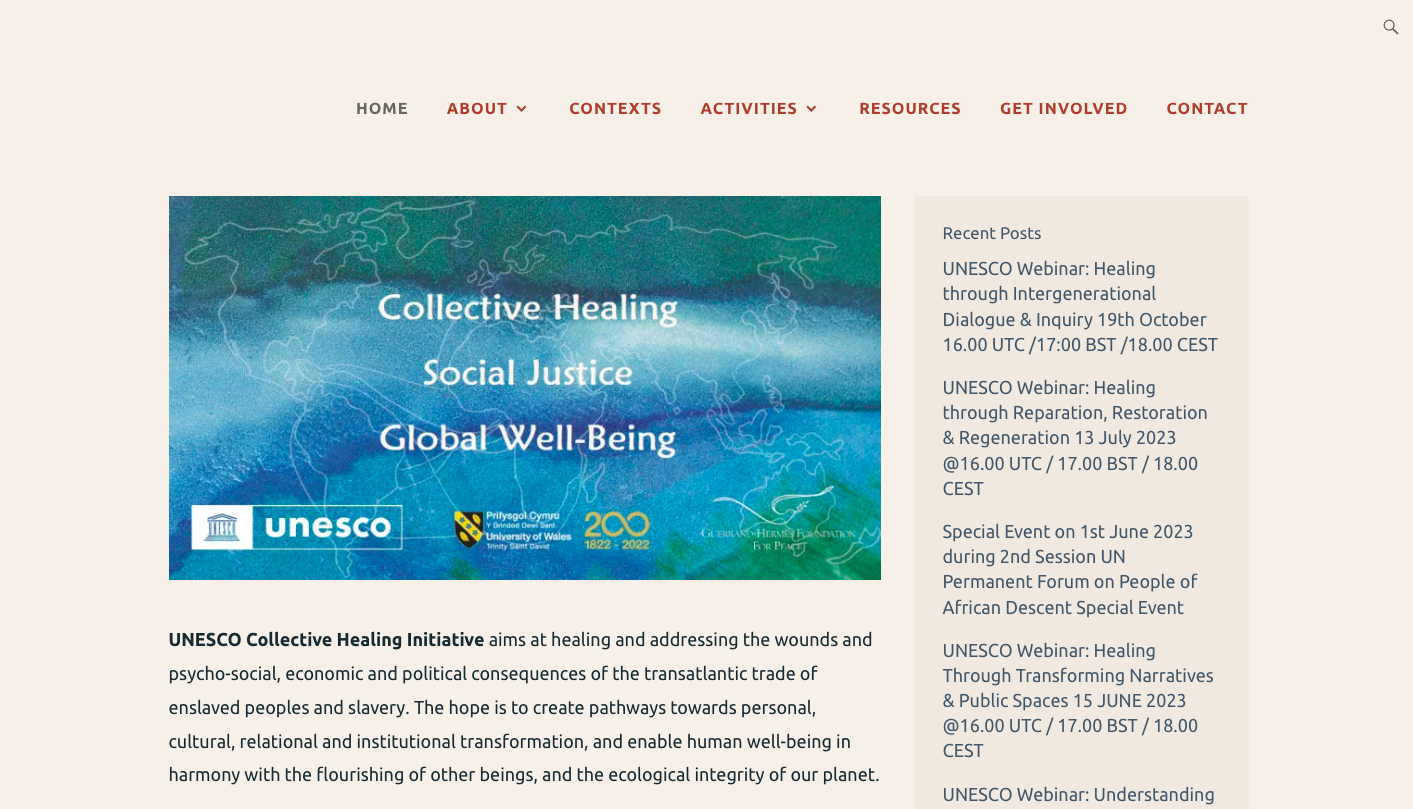 HOME
ABOUT
CONTEXTS
ACTIVITIES
RESOURCES
GET INVOLVED
CONTACT
Collective Healing
Social Justice
Global Well-Being
unesco
Prifysgol Cymru
Y Drindod Dewi Sant
University of Wales
Trinity Saint David
200
1822 - 2022
Guerrand-Hermès Foundation
For Peace
UNESCO Collective Healing Initiative aims at healing and addressing the wounds and
psycho-social, economic and political consequences of the transatlantic trade of
enslaved peoples and slavery. The hope is to create pathways towards personal,
cultural, relational and institutional transformation, and enable human well-being in
harmony with the flourishing of other beings, and the ecological integrity of our planet.
Recent Posts
UNESCO Webinar: Healing
through Intergenerational
Dialogue & Inquiry 19th October
16.00 UTC /17:00 BST /18.00 CEST
UNESCO Webinar: Healing
through Reparation, Restoration
& Regeneration 13 July 2023
@16.00 UTC / 17.00 BST / 18.00
CEST
Special Event on 1st June 2023
during 2nd Session UN
Permanent Forum on People of
African Descent Special Event
UNESCO Webinar: Healing
Through Transforming Narratives
& Public Spaces 15 JUNE 2023
@16.00 UTC / 17.00 BST / 18.00
CEST
UNESCO Webinar: Understanding